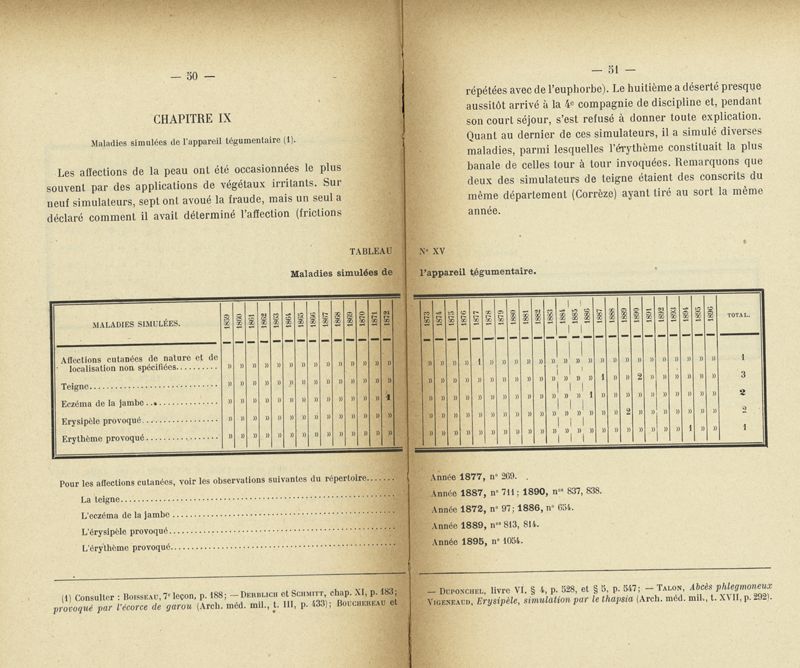 — 50 —
CHAPITRE IX
Maladies simulées de l'appareil tégumentaire (1).
Les affections de la peau ont été occasionnées le plus
souvent par des applications de végétaux irritants. Sur
neuf simulateurs, sept ont avoué la fraude, mais un seul a
déclaré comment il avait déterminé l'affection (frictions
TABLEAU
Maladies simulées de
MALADIES SIMULÉES. 1859 1860 1861 1862 1863 1864 1865 1866 1867 1868 1869 1870 1871 1872
Affections cutanées de nature et de
localisation non spécifiées.......... » » » » » » » » » » » » » »
Teigne.............................. » » » » » » » » » » » » » »
Eczéma de la jambe .................. » » » » » » » » » » » » » 1
Erysipèle provoqué.................. » » » » » » » » » » » » » »
Erythème provoqué.................. » » » » » » » » » » » » » »
Pour les affections cutanées, voir les observations suivantes du répertoire.......
La teigne..............................
L'eczéma de la jambe ..............................
L'érysipèle provoqué..............................
L'érythème provoqué..............................
(1) Consulter : BOISSEAU, 7e leçon, p. 188; — DERBLICH et SCHMITT, chap. XI, p. 183;
provoqué par l'écorce de garou (Arch. méd. mil., t. III, p. 433); BOUCHEREAU et
— 51 —
répétées avec de l'euphorbe). Le huitième a déserté presque
aussitôt arrivé à la 4e compagnie de discipline et, pendant
son court séjour, s'est refusé à donner toute explication.
Quant au dernier de ces simulateurs, il a simulé diverses
maladies, parmi lesquelles l'érythème constituait la plus
banale de celles tour à tour invoquées. Remarquons que
deux des simulateurs de teigne étaient des conscrits du
même département (Corrèze) ayant tiré au sort la même
année.
N° XV
l'appareil tégumentaire.
1873 1874 1875 1876 1877 1878 1879 1880 1881 1882 1883 1884 1885 1886 1887 1888 1889 1890 1891 1892 1893 1894 1895 1896 TOTAL.
» » » » 1 » » » » » » » » » » » » » » » » » » » 1
» » » » » » » » » » » » » » 1 » » 2 » » » » » » 3
» » » » » » » » » » » » » 1 » » » » » » » » » » 2
» » » » » » » » » » » » » » » » 2 » » » » » » » 2
» » » » » » » » » » » » » » » » » » » » » 1 » » 1
Année 1877, n° 269.
Année 1887, n° 711; 1890, nos 837, 838.
Année 1872, n° 97; 1886, n° 654.
Année 1889, nos 813, 814.
Année 1895, n° 1054.
— DUPONCHEL, livre VI, § 4, p. 528, et § 5, p. 547; — TALON, Abcès phlegmoneux
VIGENEAUD, Erysipèle, simulation par le thapsia (Arch. méd. mil., t. XVII, p. 292).